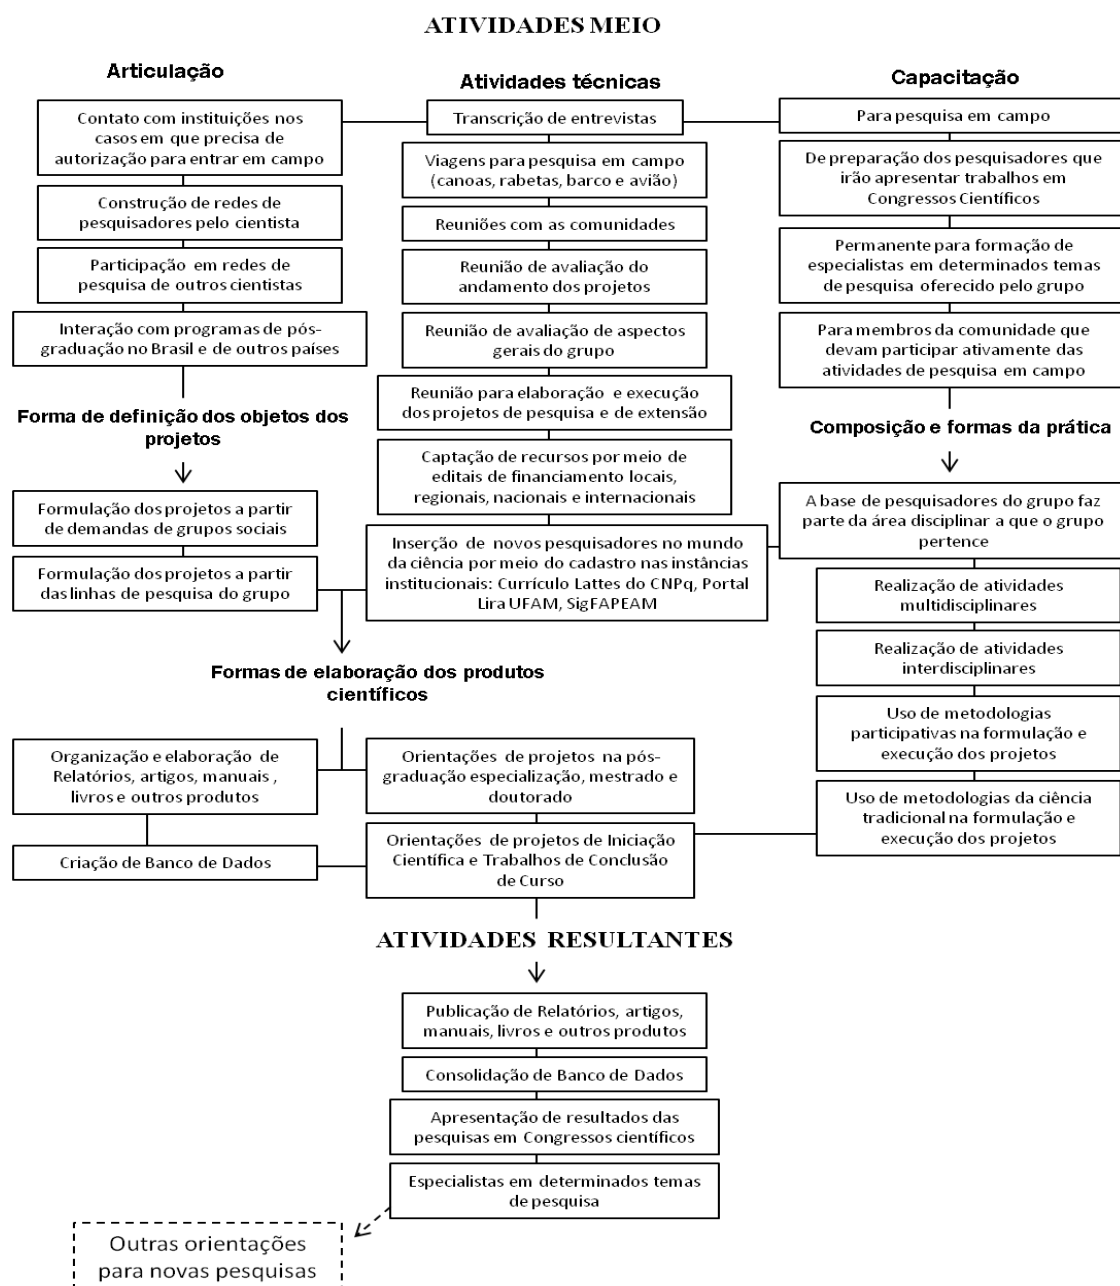 ATIVIDADES MEIO
Articulação
Contato com instituições nos
casos em que precisa de
autorização para entrar em campo
Construção de redes de
pesquisadores pelo cientista
Participação em redes de
pesquisa de outros cientistas
Interação com programas de pós-
graduação no Brasil e de outros países
Forma de definição dos objetos dos
projetos
Formulação dos projetos a partir
de demandas de grupos sociais
Formulação dos projetos a partir
das linhas de pesquisa do grupo
Atividades técnicas
Transcrição de entrevistas
Viagens para pesquisa em campo
(canoas, rabetas, barco e avião)
Reuniões com as comunidades
Reunião de avaliação do
andamento dos projetos
Reunião de avaliação de aspectos
gerais do grupo
Reunião para elaboração e execução
dos projetos de pesquisa e de extensão
Captação de recursos por meio de
editais de financiamento locais,
regionais, nacionais e internacionais
Inserção de novos pesquisadores no mundo
da ciência por meio do cadastro nas instâncias
institucionais: Currículo Lattes do CNPq, Portal
Lira UFAM, SigFAPEAM
Capacitação
Para pesquisa em campo
De preparação dos pesquisadores que
irão apresentar trabalhos em
Congressos Científicos
Permanente para formação de
especialistas em determinados temas
de pesquisa oferecido pelo grupo
Para membros da comunidade que
devam participar ativamente das
atividades de pesquisa em campo
Composição e formas da prática
A base de pesquisadores do grupo faz
parte da área disciplinar a que o grupo
pertence
Realização de atividades
multidisciplinares
Realização de atividades
interdisciplinares
Uso de metodologias
participativas na formulação e
execução dos projetos
Uso de metodologias da ciência
tradicional na formulação e
execução dos projetos
Formas de elaboração dos produtos
científicos
Organização e elaboração de
Relatórios, artigos, manuais ,
livros e outros produtos
Criação de Banco de Dados
Orientações de projetos na pós-
graduação especialização, mestrado e
doutorado
Orientações de projetos de Iniciação
Científica e Trabalhos de Conclusão
de Curso
ATIVIDADES RESULTANTES
Publicação de Relatórios, artigos,
manuais, livros e outros produtos
Consolidação de Banco de Dados
Apresentação de resultados das
pesquisas em Congressos científicos
Especialistas em determinados temas
de pesquisa
Outras orientações
para novas pesquisas